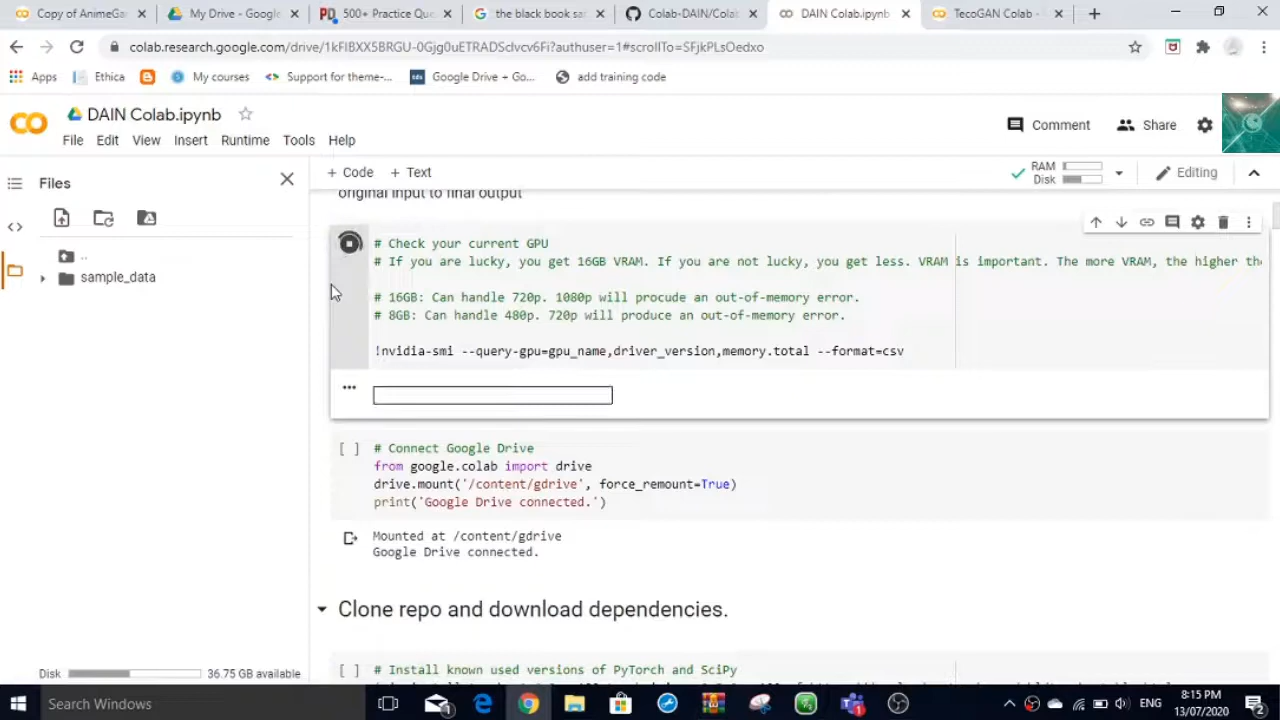 Copy of AnimeGa
My Drive - Google
500+ Practice Que
the black book sa
Colab-DAIN/Colab
DAIN Colab.ipynb
TecoGAN Colab -
colab.research.google.com/drive/1kFIBXX5BRGU-0Gjg0uETRADSclvcv6Fi?authuser=1#scrollTo=SFjkPLsOedxo
Apps
Ethica
My courses
Support for theme-...
Google Drive + Go...
add training code
DAIN Colab.ipynb
File Edit View Insert Runtime Tools Help
Comment
Share
+ Code + Text
RAM
Disk
Editing
Files
..
sample_data
Disk
36.75 GB available
original input to final output
# Check your current GPU
# If you are lucky, you get 16GB VRAM. If you are not lucky, you get less. VRAM is important. The more VRAM, the higher the
# 16GB: Can handle 720p. 1080p will procude an out-of-memory error.
# 8GB: Can handle 480p. 720p will produce an out-of-memory error.
!nvidia-smi --query-gpu=gpu_name,driver_version,memory.total --format=csv
[ ] # Connect Google Drive
from google.colab import drive
drive.mount('/content/gdrive', force_remount=True)
print('Google Drive connected.')
Mounted at /content/gdrive
Google Drive connected.
Clone repo and download dependencies.
[ ] # Install known used versions of PyTorch and SciPy
Search Windows
ENG
8:15 PM
13/07/2020